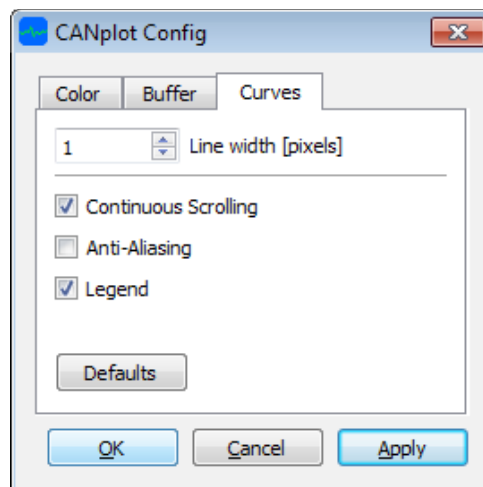 CANplot Config
Color Buffer Curves
1 Line width [pixels]
Continuous Scrolling
Anti-Aliasing
Legend
Defaults
OK Cancel Apply